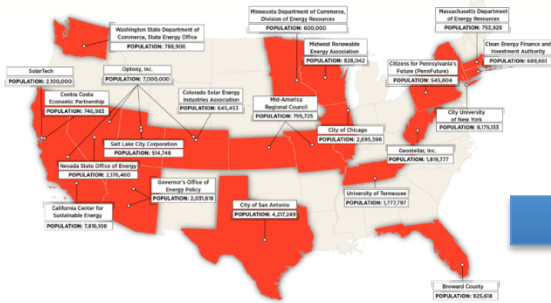 Washington State Department of
Commerce, State Energy Office
POPULATION: 788,906
Minnesota Department of Commerce,
Division of Energy Resources
POPULATION: 600,000
Massachusetts Department
of Energy Resources
POPULATION: 753,929
Midwest Renewable
Energy Association
POPULATION: 828,042
Clean Energy Finance and
Investment Authority
POPULATION: 689,661
Optony, Inc.
POPULATION: 7,000,000
Citizens for Pennsylvania's
Future (PennFuture)
POPULATION: 545,804
SolarTech
POPULATION: 2,100,000
Contra Costa
Economic Partnership
POPULATION: 746,983
Colorado Solar Energy
Industries Association
POPULATION: 645,453
Mid-America
Regional Council
POPULATION: 755,725
City University
of New York
POPULATION: 8,175,133
City of Chicago
POPULATION: 2,695,598
Salt Lake City Corporation
POPULATION: 514,748
Geostellar, Inc.
POPULATION: 1,819,777
Nevada State Office of Energy
POPULATION: 2,176,460
Governor's Office of
Energy Policy
POPULATION: 2,031,618
University of Tennessee
POPULATION: 1,777,797
California Center for
Sustainable Energy
POPULATION: 7,816,108
City of San Antonio
POPULATION: 4,217,249
Broward County
POPULATION: 925,618